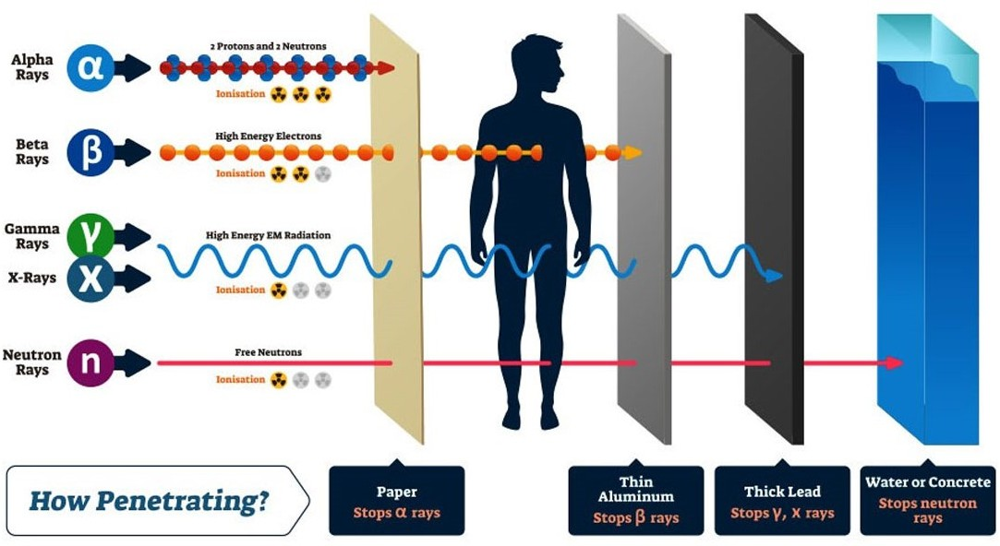 Alpha
Rays
α
2 Protons and 2 Neutrons
Ionisation
Beta
Rays
β
High Energy Electrons
Ionisation
Gamma
Rays
γ
High Energy EM Radiation
X-Rays
X
Ionisation
Neutron
Rays
n
Free Neutrons
Ionisation
How Penetrating?
Paper
Stops α rays
Thin
Aluminum
Stops β rays
Thick Lead
Stops γ, x rays
Water or Concrete
Stops neutron
rays